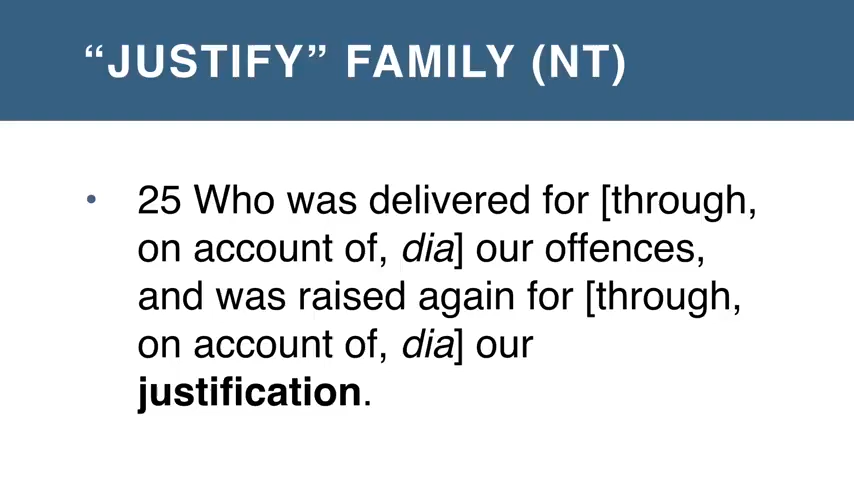 “JUSTIFY” FAMILY (NT)
• 25 Who was delivered for [through,
on account of, dia] our offences,
and was raised again for [through,
on account of, dia] our
justification.